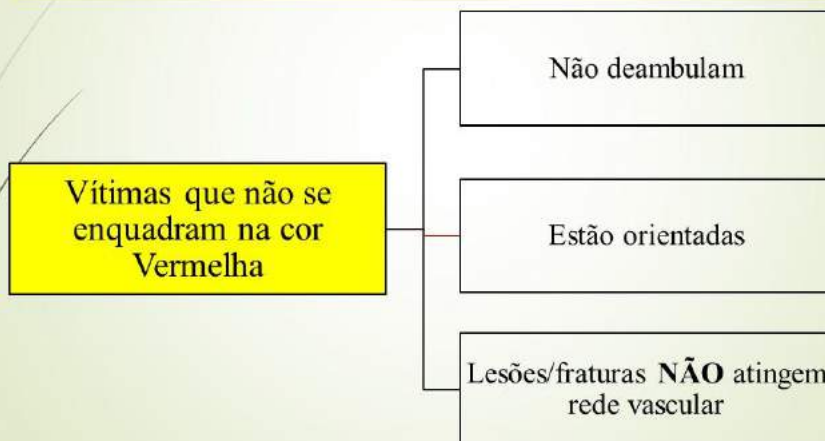 Vítimas que não se
enquadram na cor
Vermelha
Não deambulam
Estão orientadas
Lesões/fraturas NÃO atingem
rede vascular